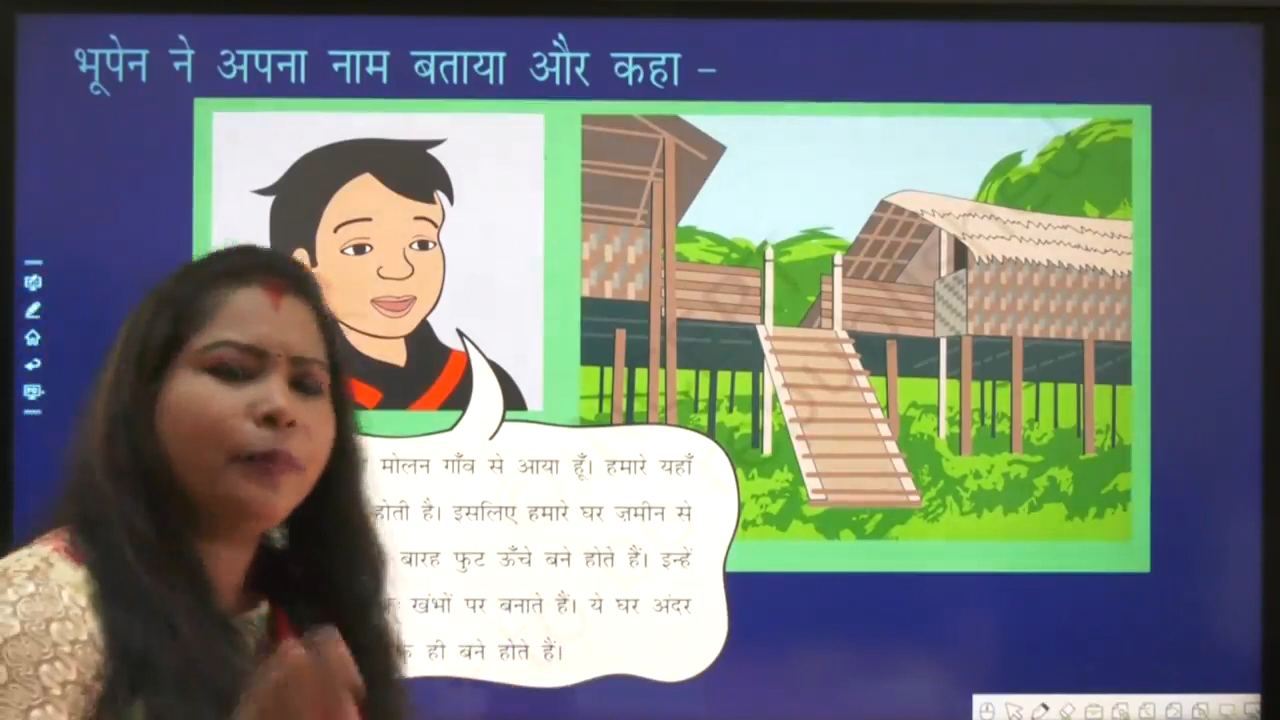 भूपेन ने अपना नाम बताया और कहा –
मोलन गाँव से आया हूँ। हमारे यहाँ
होती है। इसलिए हमारे घर ज़मीन से
बारह फुट ऊँचे बने होते हैं। इन्हें
खंभों पर बनाते हैं। ये घर अंदर
ही बने होते हैं।